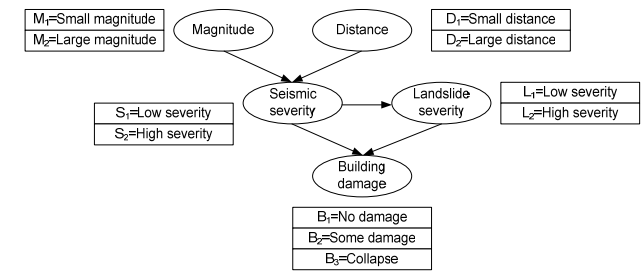 M₁=Small magnitude
M₂=Large magnitude
Magnitude
Distance
D₁=Small distance
D₂=Large distance
Seismic
severity
Landslide
severity
L₁=Low severity
L₂=High severity
S₁=Low severity
S₂=High severity
Building
damage
B₁=No damage
B₂=Some damage
B₃=Collapse